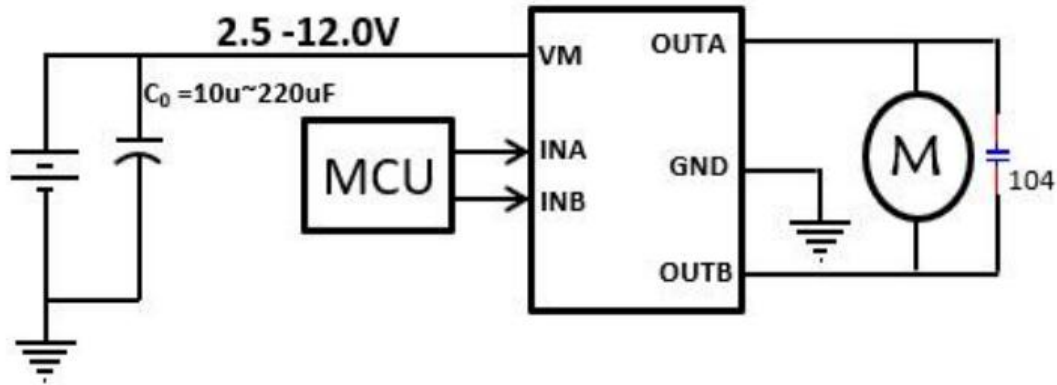 2.5 -12.0V
C₀ =10u~220uF
MCU
VM
INA
INB
OUTA
GND
OUTB
M
104